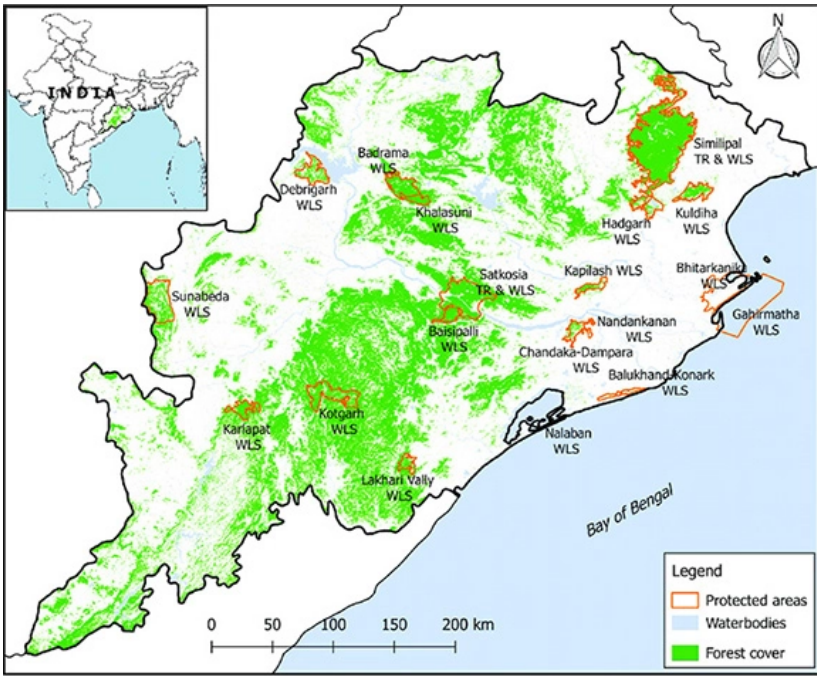 INDIA
N
Similipal
TR & WLS
Badrama
WLS
Debrigarh
WLS
Khalasuni
WLS
Hadgarh
WLS
Kuldiha
WLS
Sunabeda
WLS
Satkosia
TR & WLS
Kapilash WLS
Bhitarkanika
WLS
Gahirmatha
WLS
Baisipalli
WLS
Nandankanan
WLS
Chandaka-Dampara
WLS
Balukhand-Konark
WLS
Karlapat
WLS
Kotgarh
WLS
Nalaban
WLS
Lakhari Vally
WLS
Bay of Bengal
Legend
Protected areas
Waterbodies
Forest cover
0 50 100 150 200 km